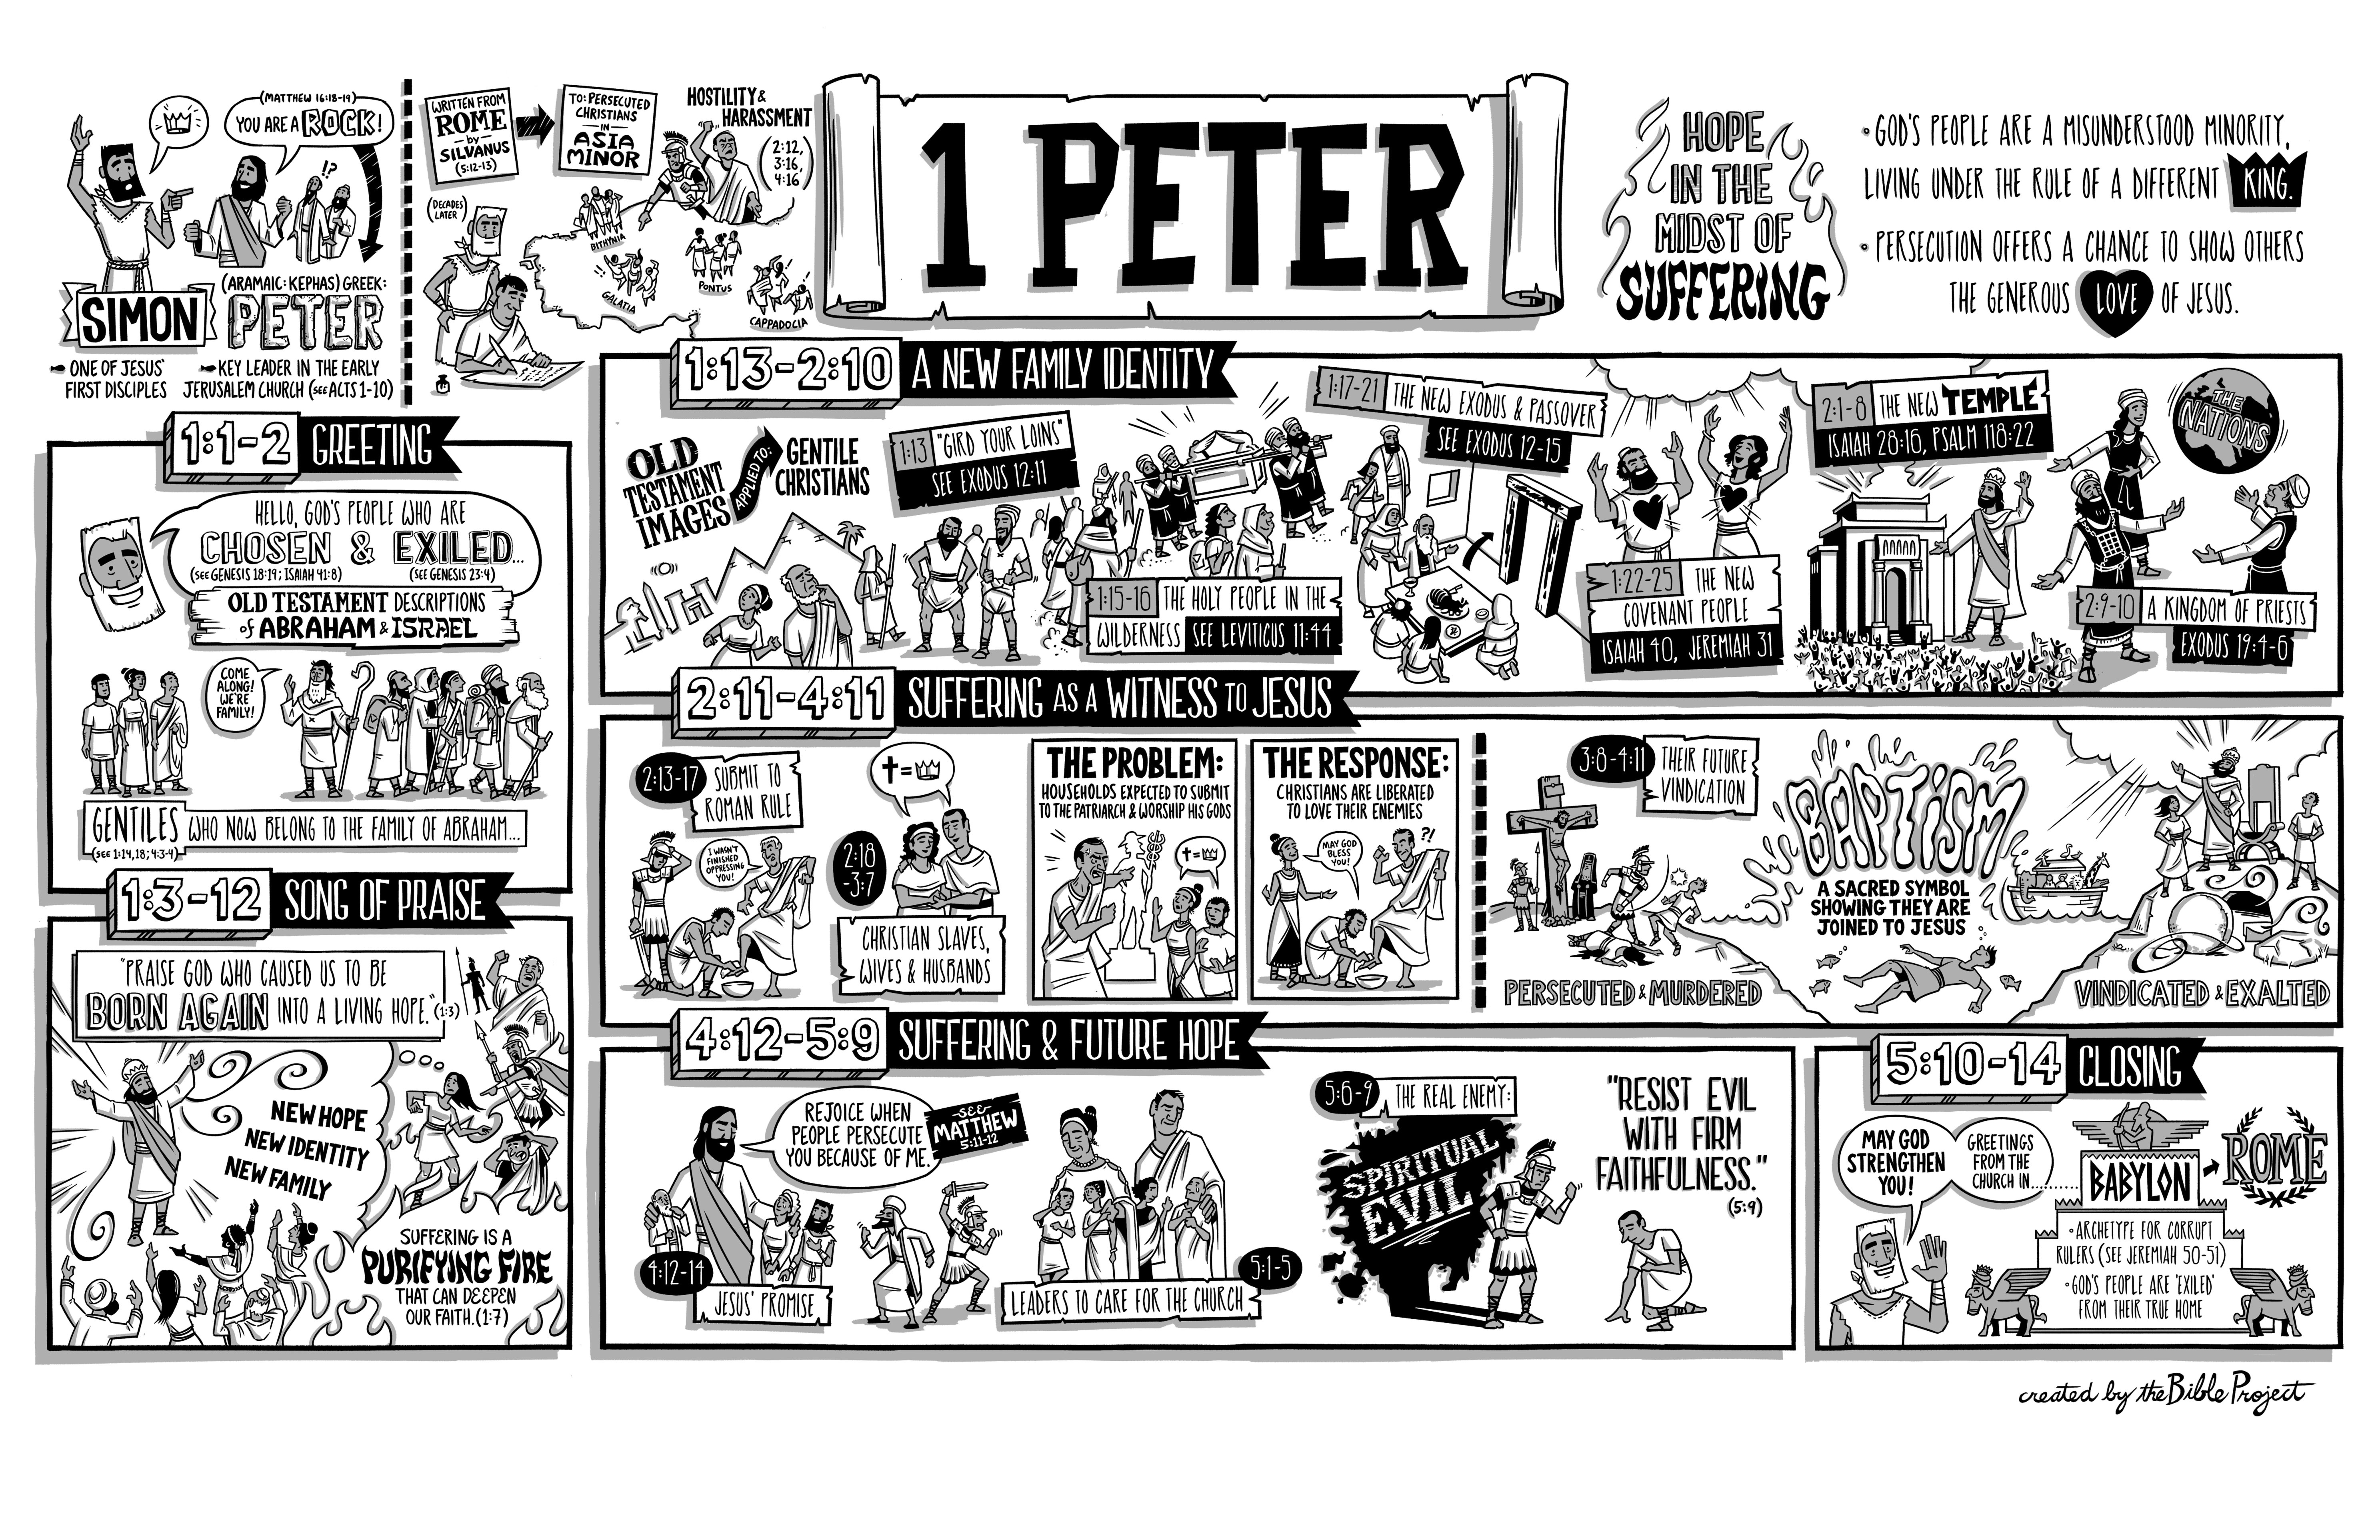 (MATTHEW 16:18-19)
YOU ARE A ROCK!
!?
SIMON
(ARAMAIC: KEPHAS) GREEK:
PETER
ONE OF JESUS'
FIRST DISCIPLES
KEY LEADER IN THE EARLY
JERUSALEM CHURCH (SEE ACTS 1-10)
WRITTEN FROM
ROME
by
SILVANUS
(5:12-13)
TO: PERSECUTED
CHRISTIANS
IN
ASIA
MINOR
HOSTILITY &
HARASSMENT
(2:12,
3:16,
4:16)
(DECADES
LATER)
BITHYNIA
GALATIA
PONTUS
CAPPADOCIA
1 PETER
HOPE
IN THE
MIDST OF
SUFFERING
• GOD'S PEOPLE ARE A MISUNDERSTOOD MINORITY,
LIVING UNDER THE RULE OF A DIFFERENT KING.
• PERSECUTION OFFERS A CHANCE TO SHOW OTHERS
THE GENEROUS LOVE OF JESUS.
1:1-2 GREETING
HELLO, GOD'S PEOPLE WHO ARE
CHOSEN & EXILED...
(SEE GENESIS 18:19; ISAIAH 41:8) (SEE GENESIS 23:4)
OLD TESTAMENT DESCRIPTIONS
of ABRAHAM & ISRAEL
COME
ALONG!
WE'RE
FAMILY!
GENTILES WHO NOW BELONG TO THE FAMILY OF ABRAHAM...
(SEE 1:14,18; 4:3-4)
1:3-12 SONG OF PRAISE
"PRAISE GOD WHO CAUSED US TO BE
BORN AGAIN INTO A LIVING HOPE." (1:3)
NEW HOPE
NEW IDENTITY
NEW FAMILY
SUFFERING IS A
PURIFYING FIRE
THAT CAN DEEPEN
OUR FAITH. (1:7)
1:13-2:10 A NEW FAMILY IDENTITY
OLD
TESTAMENT
IMAGES
APPLIED TO:
GENTILE
CHRISTIANS
1:13 "GIRD YOUR LOINS"
SEE EXODUS 12:11
1:15-16 THE HOLY PEOPLE IN THE
WILDERNESS SEE LEVITICUS 11:44
1:17-21 THE NEW EXODUS & PASSOVER
SEE EXODUS 12-15
1:22-25 THE NEW
COVENANT PEOPLE
ISAIAH 40, JEREMIAH 31
2:1-8 THE NEW TEMPLE
ISAIAH 28:16, PSALM 118:22
THE
NATIONS
2:9-10 A KINGDOM OF PRIESTS
EXODUS 19:4-6
2:11-4:11 SUFFERING AS A WITNESS TO JESUS
2:13-17 SUBMIT TO
ROMAN RULE
I WASN'T
FINISHED
OPPRESSING
YOU!
=
2:18
-3:7
CHRISTIAN SLAVES,
WIVES & HUSBANDS
THE PROBLEM:
HOUSEHOLDS EXPECTED TO SUBMIT
TO THE PATRIARCH & WORSHIP HIS GODS
=
THE RESPONSE:
CHRISTIANS ARE LIBERATED
TO LOVE THEIR ENEMIES
MAY GOD
BLESS
YOU!
?!
3:8-4:11 THEIR FUTURE
VINDICATION
PERSECUTED & MURDERED
BAPTISM
A SACRED SYMBOL
SHOWING THEY ARE
JOINED TO JESUS
VINDICATED & EXALTED
4:12-5:9 SUFFERING & FUTURE HOPE
REJOICE WHEN
PEOPLE PERSECUTE
YOU BECAUSE OF ME.
SEE
MATTHEW
5:11-12
4:12-14
JESUS' PROMISE
LEADERS TO CARE FOR THE CHURCH
5:1-5
5:6-9 THE REAL ENEMY:
SPIRITUAL
EVIL
"RESIST EVIL
WITH FIRM
FAITHFULNESS."
(5:9)
5:10-14 CLOSING
MAY GOD
STRENGTHEN
YOU!
GREETINGS
FROM THE
CHURCH IN..........
BABYLON
ROME
• ARCHETYPE FOR CORRUPT
RULERS (SEE JEREMIAH 50-51)
• GOD'S PEOPLE ARE 'EXILED'
FROM THEIR TRUE HOME
created by the Bible Project